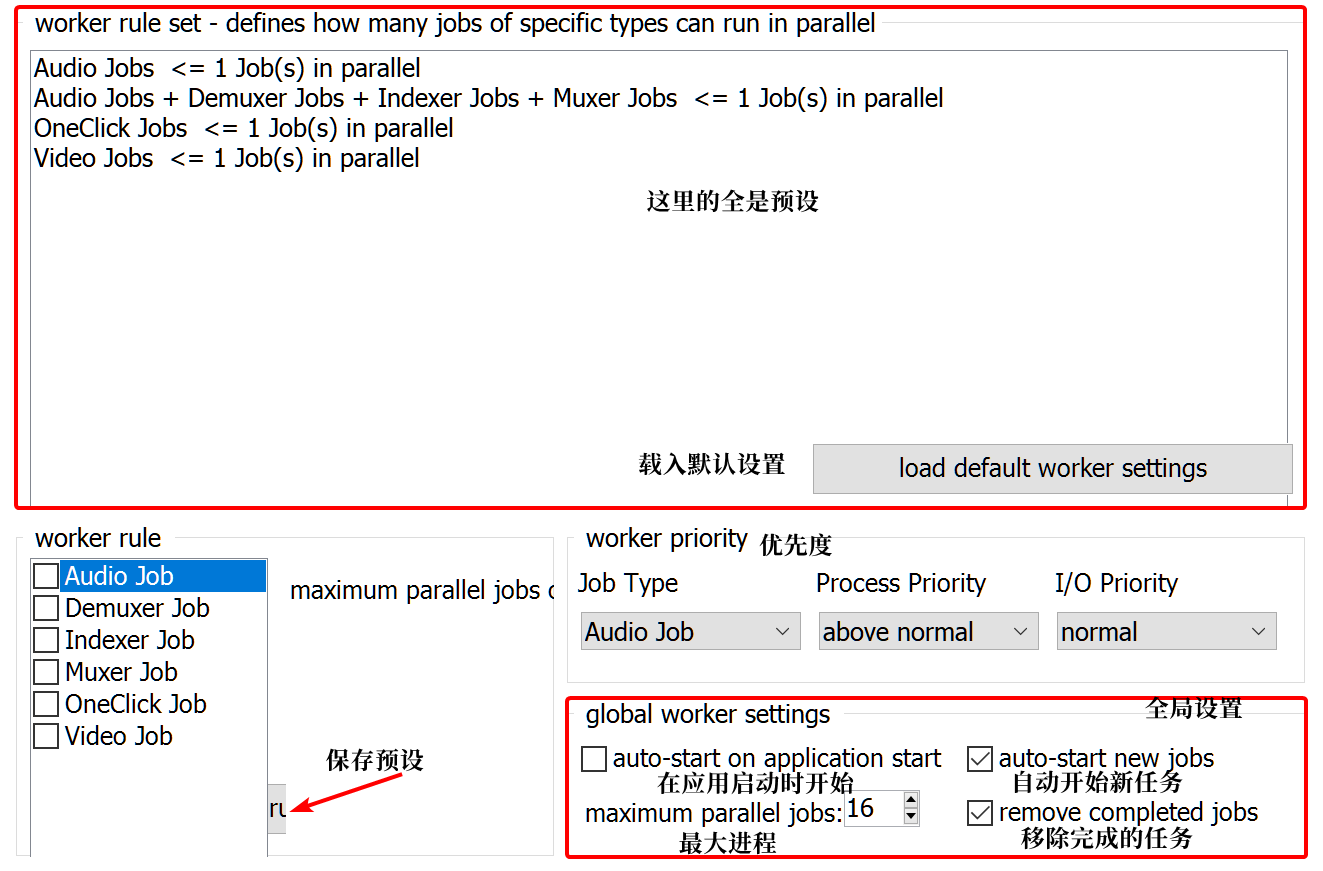 worker rule set - defines how many jobs of specific types can run in parallel
Audio Jobs <= 1 Job(s) in parallel
Audio Jobs + Demuxer Jobs + Indexer Jobs + Muxer Jobs <= 1 Job(s) in parallel
OneClick Jobs <= 1 Job(s) in parallel
Video Jobs <= 1 Job(s) in parallel
这里的全是预设
载入默认设置
load default worker settings
worker rule
Audio Job
Demuxer Job
Indexer Job
Muxer Job
OneClick Job
Video Job
maximum parallel jobs
保存预设
ru
worker priority
优先度
Job Type
Process Priority
I/O Priority
Audio Job
above normal
normal
global worker settings
全局设置
auto-start on application start
auto-start new jobs
在应用启动时开始
自动开始新任务
maximum parallel jobs: 16
remove completed jobs
最大进程
移除完成的任务